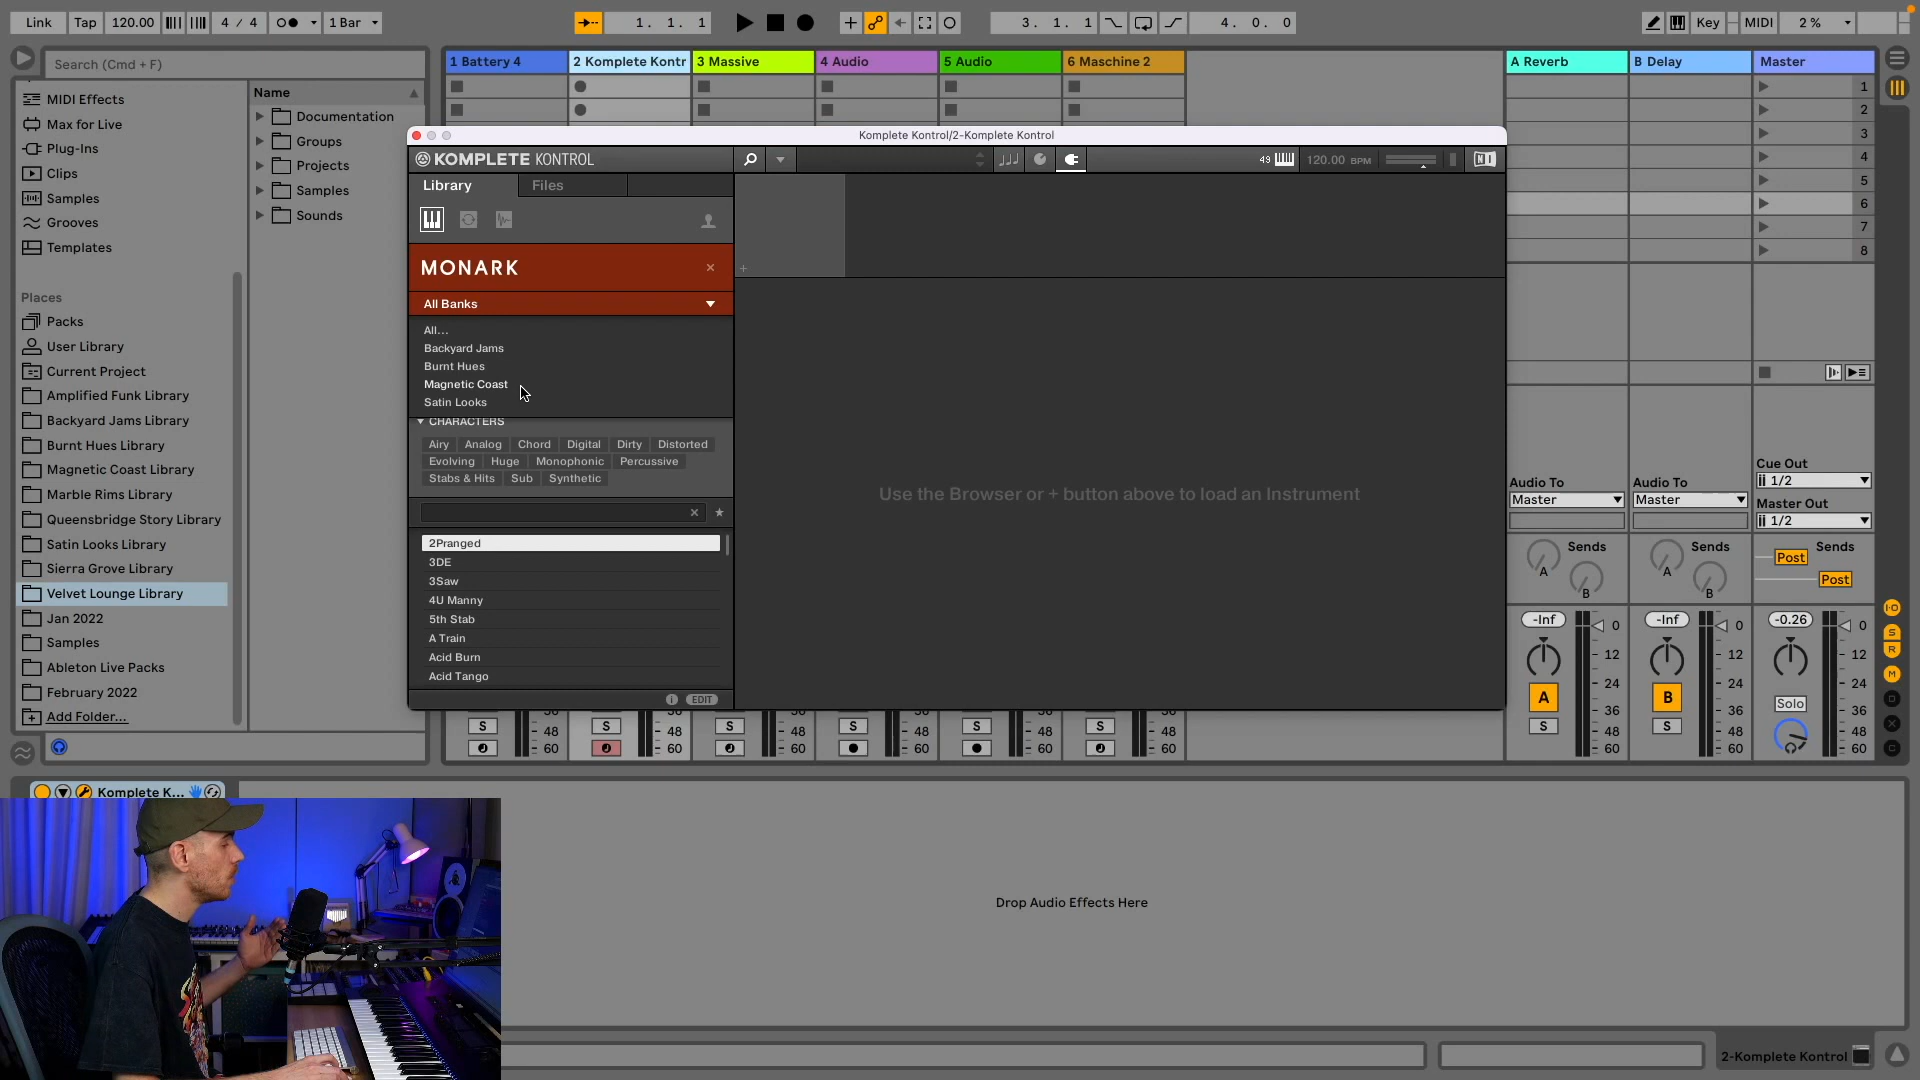 Link Tap 120.00 4 / 4 1 Bar 1. 1. 1 3. 1. 1 4. 0. 0 Key MIDI 2 %
Search (Cmd + F)
MIDI Effects
Max for Live
Plug-Ins
Clips
Samples
Grooves
Templates
Places
Packs
User Library
Current Project
Amplified Funk Library
Backyard Jams Library
Burnt Hues Library
Magnetic Coast Library
Marble Rims Library
Queensbridge Story Library
Satin Looks Library
Sierra Grove Library
Velvet Lounge Library
Jan 2022
Samples
Ableton Live Packs
February 2022
Add Folder...
Name
Documentation
Groups
Projects
Samples
Sounds
1 Battery 4 2 Komplete Kontr 3 Massive 4 Audio 5 Audio 6 Maschine 2 A Reverb B Delay Master
1
2
3
4
5
6
7
8
Komplete Kontrol/2-Komplete Kontrol
KOMPLETE KONTROL 49 120.00 BPM
Library Files
MONARK
All Banks
All...
Backyard Jams
Burnt Hues
Magnetic Coast
Satin Looks
CHARACTERS
Airy Analog Chord Digital Dirty Distorted
Evolving Huge Monophonic Percussive
Stabs & Hits Sub Synthetic
2Pranged
3DE
3Saw
4U Manny
5th Stab
A Train
Acid Burn
Acid Tango
i EDIT
+
Use the Browser or + button above to load an Instrument
Cue Out
1/2
Audio To Audio To
Master Master
Master Out
1/2
Sends Sends Sends
A A Post
B B Post
-Inf -Inf -0.26
0 0 0
12 12 12
24 24 24
A B
36 36 36
S S Solo
48 48 48
60 60 60
S S S S S S
48 48 48 48 48 48
60 60 60 60 60 60
I·O
S
R
M
D
X
C
Komplete K...
Drop Audio Effects Here
2-Komplete Kontrol